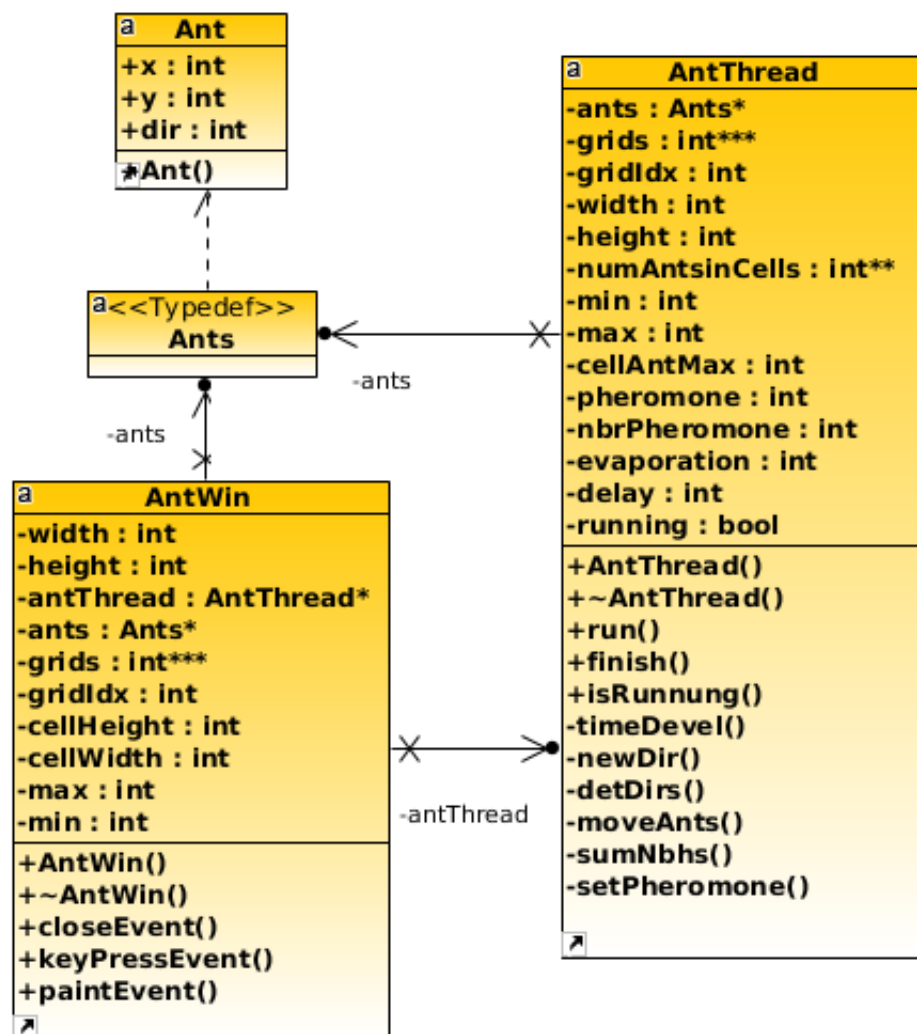 a
Ant
+x : int
+y : int
+dir : int
+Ant()
a
<<Typedef>>
Ants
-ants
-ants
a
AntWin
-width : int
-height : int
-antThread : AntThread*
-ants : Ants*
-grids : int***
-gridIdx : int
-cellHeight : int
-cellWidth : int
-max : int
-min : int
+AntWin()
+~AntWin()
+closeEvent()
+keyPressEvent()
+paintEvent()
-antThread
a
AntThread
-ants : Ants*
-grids : int***
-gridIdx : int
-width : int
-height : int
-numAntsinCells : int**
-min : int
-max : int
-cellAntMax : int
-pheromone : int
-nbrPheromone : int
-evaporation : int
-delay : int
-running : bool
+AntThread()
+~AntThread()
+run()
+finish()
+isRunnung()
-timeDevel()
-newDir()
-detDirs()
-moveAnts()
-sumNbhs()
-setPheromone()